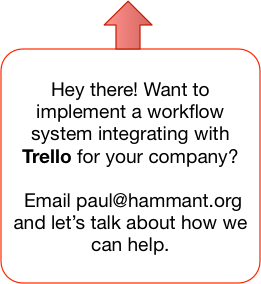 Hey there! Want to
implement a workflow
system integrating with
Trello for your company?
Email paul@hammant.org
and let’s talk about how we
can help.